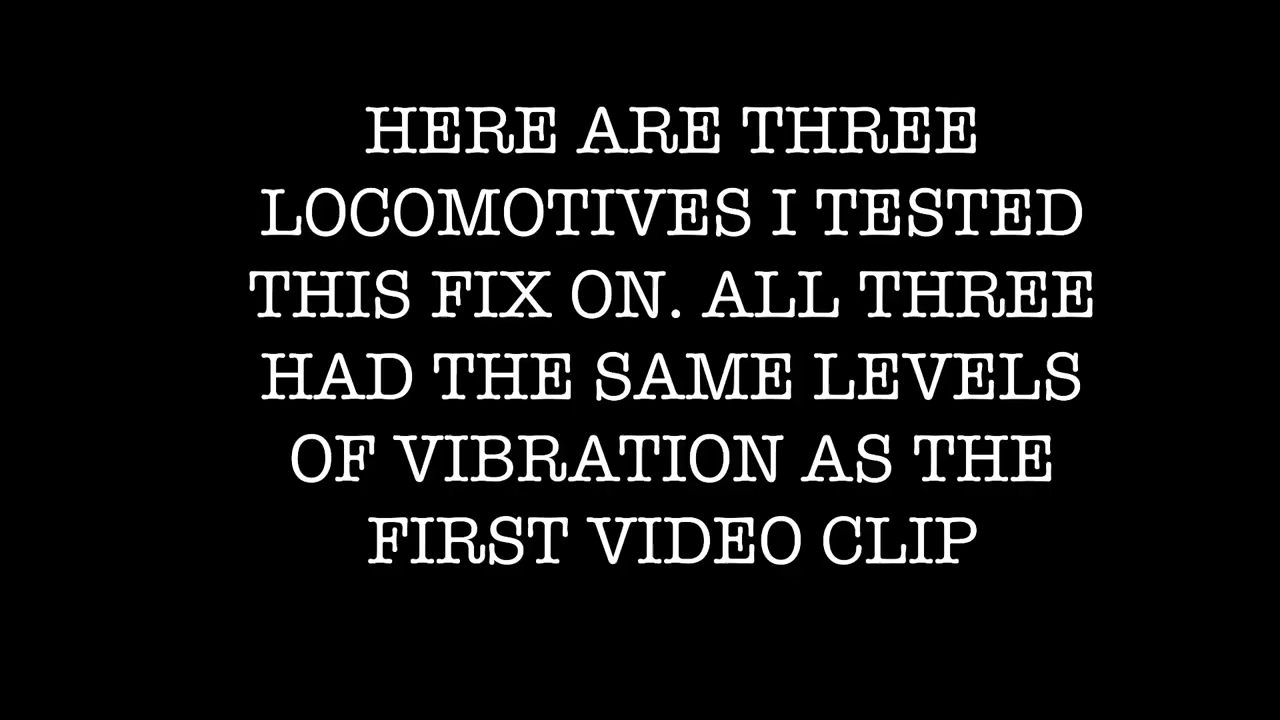 HERE ARE THREE
LOCOMOTIVES I TESTED
THIS FIX ON. ALL THREE
HAD THE SAME LEVELS
OF VIBRATION AS THE
FIRST VIDEO CLIP